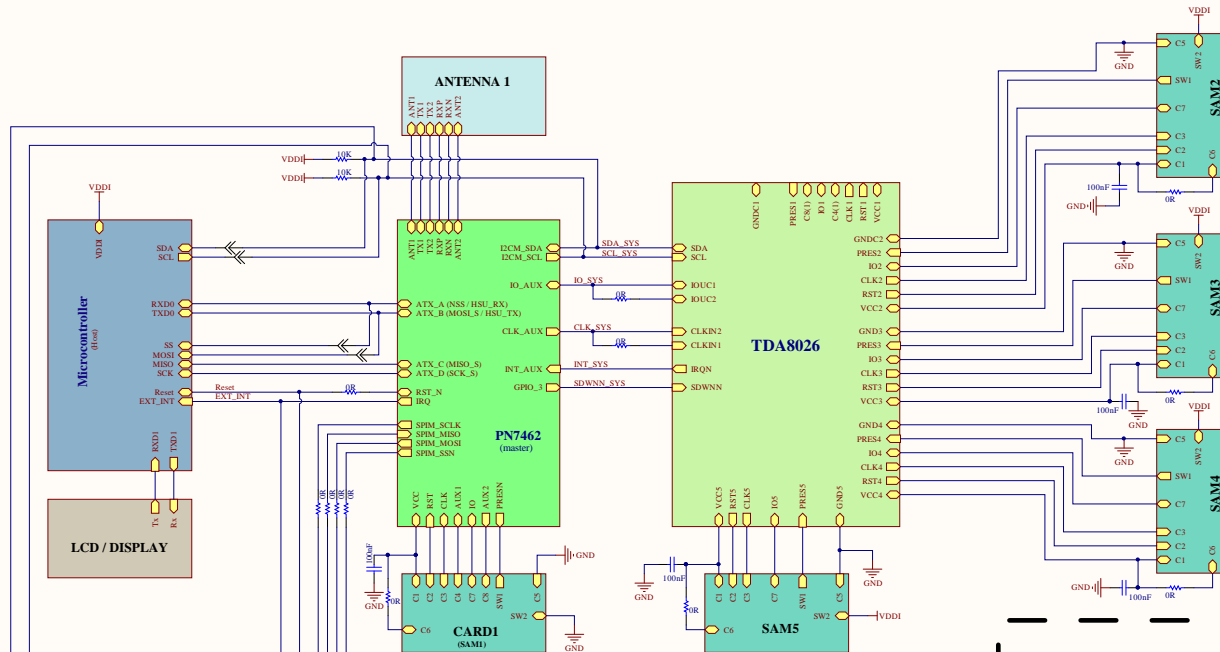 ANTENNA 1
ANT1
TX1
TX2
RXP
RXN
ANT2
VDDI
10K
VDDI
10K
VDDI
VDDI
SDA
SCL
RXD0
TXD0
SS
MOSI
MISO
SCK
Reset
EXT_INT
RXD1
TXD1
Microcontroller
(Host)
Reset
EXT_INT
0R
Tx
Rx
LCD / DISPLAY
ANT1
TX1
TX2
RXP
RXN
ANT2
I2CM_SDA
I2CM_SCL
IO_AUX
CLK_AUX
INT_AUX
GPIO_3
ATX_A (NSS / HSU_RX)
ATX_B (MOSI_S / HSU_TX)
ATX_C (MISO_S)
ATX_D (SCK_S)
RST_N
IRQ
SPIM_SCLK
SPIM_MISO
SPIM_MOSI
SPIM_SSN
PN7462
(master)
VCC
RST
CLK
AUX1
IO
AUX2
PRESN
0R
0R
0R
0R
SDA_SYS
SCL_SYS
IO_SYS
0R
CLK_SYS
0R
INT_SYS
SDWNN_SYS
100nF
GND
0R
GND
C1
C2
C3
C4
C7
C8
SW1
C5
SW2
C6
CARD1
(SAM1)
GND
GNDC1
PRES1
C8(1)
IO1
C4(1)
CLK1
RST1
VCC1
SDA
SCL
IOUC1
IOUC2
CLKIN2
CLKIN1
IRQN
SDWNN
TDA8026
GNDC2
PRES2
IO2
CLK2
RST2
VCC2
GND3
PRES3
IO3
CLK3
RST3
VCC3
GND4
PRES4
IO4
CLK4
RST4
VCC4
VCC5
RST5
CLK5
IO5
PRES5
GND5
GND
100nF
0R
GND
C1
C2
C3
C7
SW1
C5
SW2
VDDI
C6
SAM5
VDDI
GND
C5
SW2
SW1
C7
C3
C2
C1
C6
SAM2
100nF
GND
0R
VDDI
GND
C5
SW2
SW1
C7
C3
C2
C1
C6
SAM3
100nF
GND
0R
VDDI
GND
C5
SW2
SW1
C7
C3
C2
C1
C6
SAM4
GND
100nF
0R